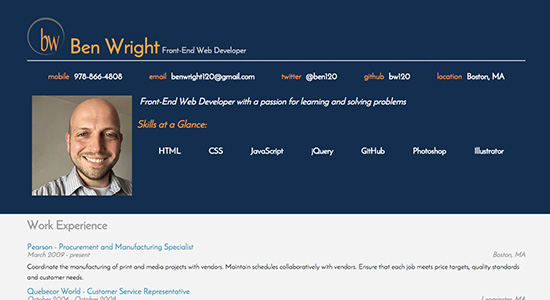 bw Ben Wright Front-End Web Developer
mobile 978-866-4808 email benwright120@gmail.com twitter @ben120 github bw120 location Boston, MA
Front-End Web Developer with a passion for learning and solving problems
Skills at a Glance:
HTML CSS JavaScript jQuery GitHub Photoshop Illustrator
Work Experience
Pearson - Procurement and Manufacturing Specialist
March 2009 - present Boston, MA
Coordinate the manufacturing of print and media projects with vendors. Maintain schedules collaboratively with vendors. Ensure that each job meets price targets, quality standards
and customer needs.
Quebecor World - Customer Service Representative
October 2006 - October 2008 Leominster, MA